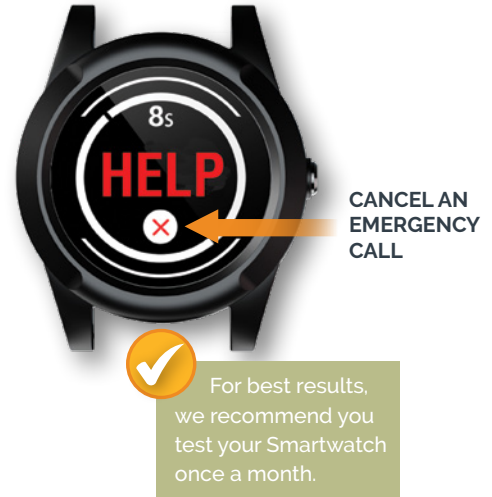 8s
HELP
CANCEL AN
EMERGENCY
CALL
For best results,
we recommend you
test your Smartwatch
once a month.